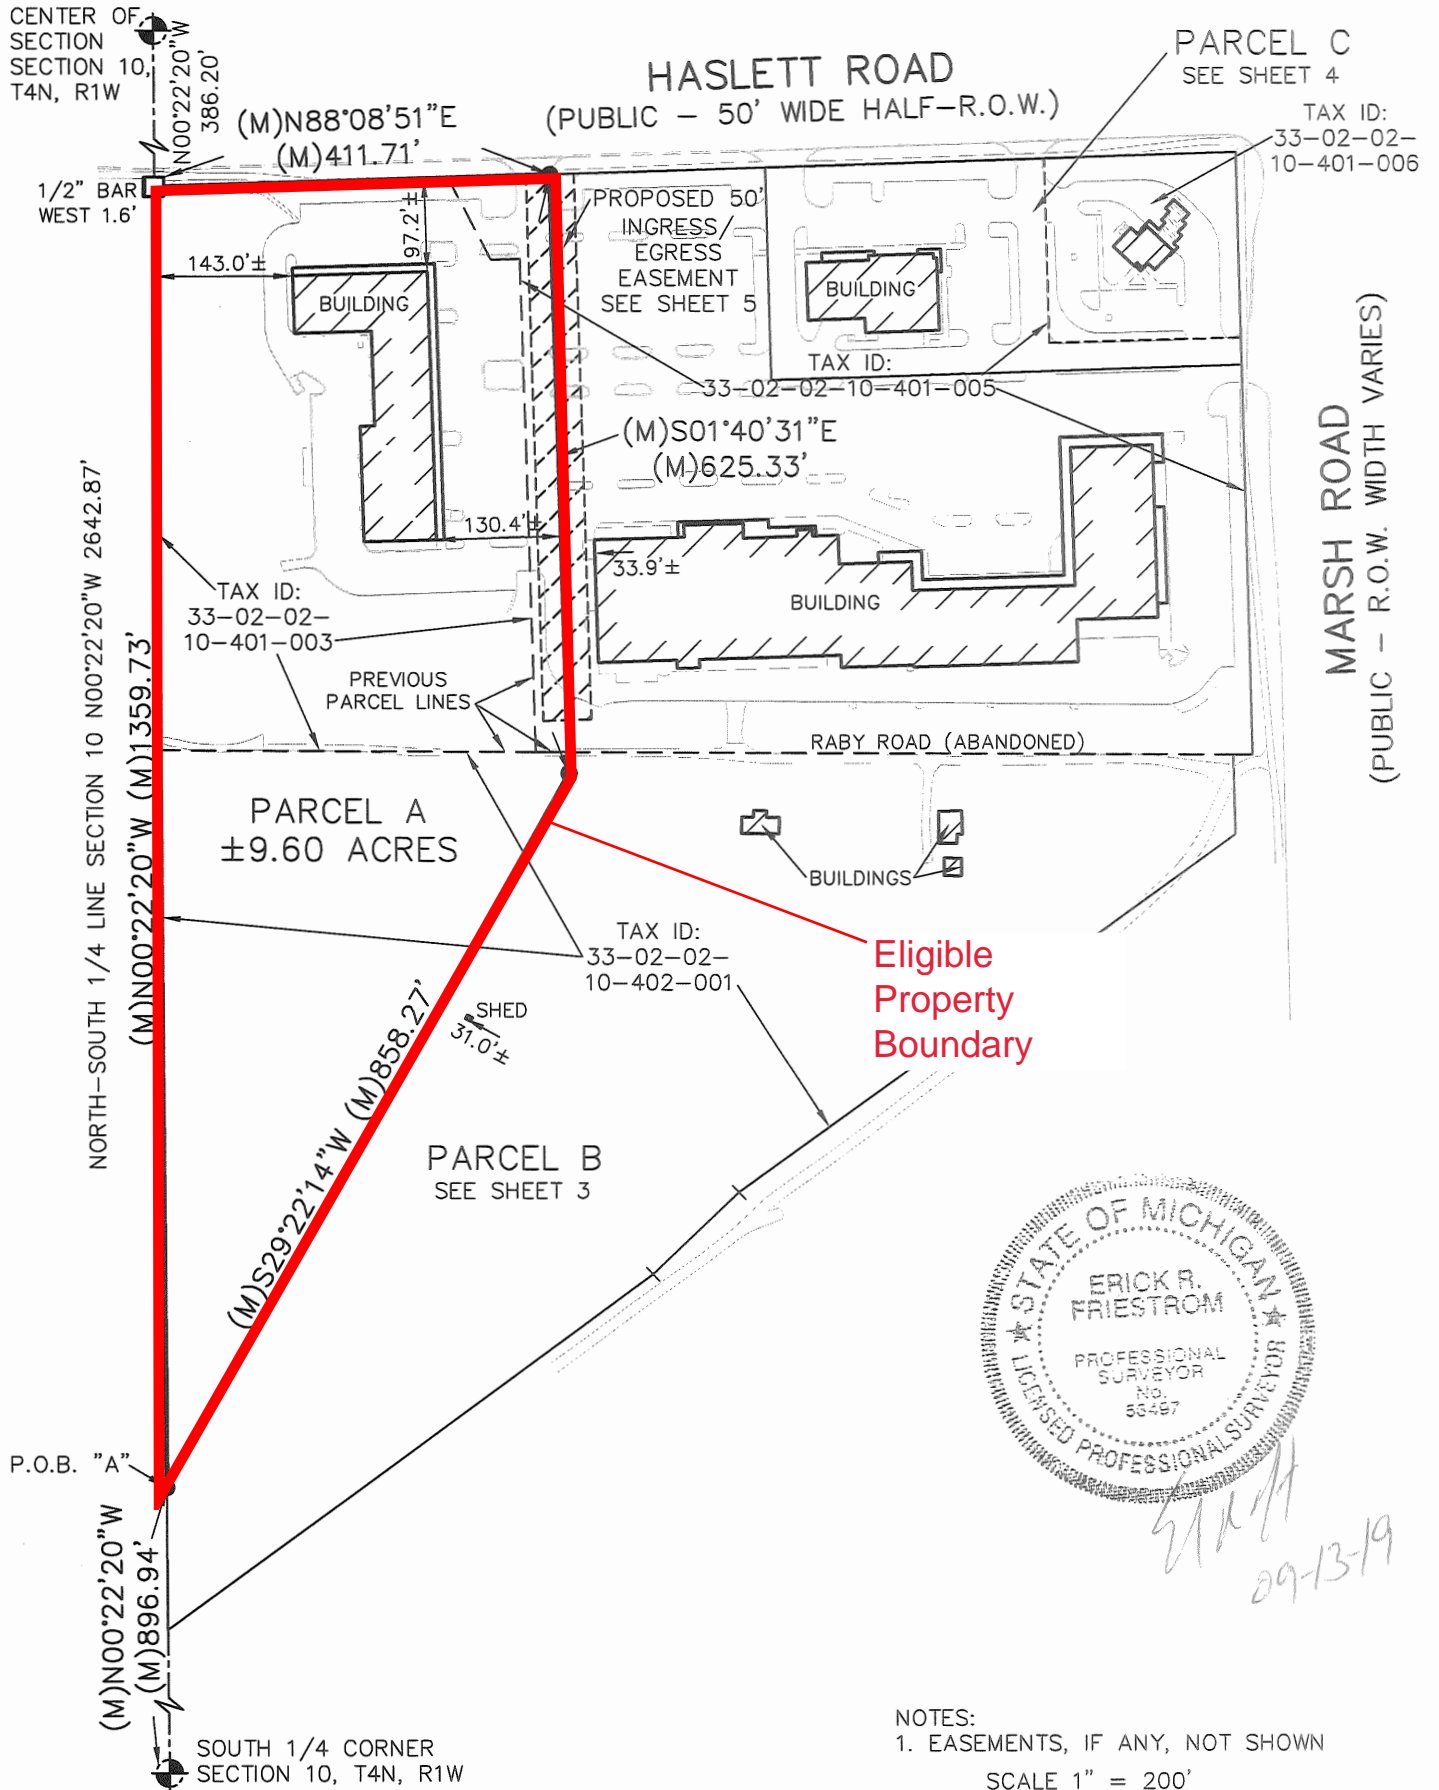 CENTER OF
SECTION
SECTION 10,
T4N, R1W
N00°22'20"W
386.20'
(M)N88°08'51"E
(M)411.71'
HASLETT ROAD
(PUBLIC - 50' WIDE HALF-R.O.W.)
PARCEL C
SEE SHEET 4
TAX ID:
33-02-02-
10-401-006
1/2" BAR
WEST 1.6'
97.2'±
143.0'±
BUILDING
PROPOSED 50'
INGRESS/
EGRESS
EASEMENT
SEE SHEET 5
BUILDING
TAX ID:
33-02-02-10-401-005
(M)S01°40'31"E
(M)625.33'
MARSH ROAD
(PUBLIC - R.O.W. WIDTH VARIES)
130.4'±
33.9'±
BUILDING
TAX ID:
33-02-02-
10-401-003
PREVIOUS
PARCEL LINES
NORTH-SOUTH 1/4 LINE SECTION 10 N00°22'20"W 2642.87'
(M)N00°22'20"W (M)1359.73'
RABY ROAD (ABANDONED)
PARCEL A
±9.60 ACRES
BUILDINGS
TAX ID:
33-02-02-
10-402-001
Eligible
Property
Boundary
SHED
31.0'±
(M)S29°22'14"W (M)858.27'
PARCEL B
SEE SHEET 3
STATE OF MICHIGAN
ERICK R.
FRIESTROM
PROFESSIONAL
SURVEYOR
No.
53497
LICENSED PROFESSIONAL SURVEYOR
09-13-19
P.O.B. "A"
(M)N00°22'20"W
(M)896.94'
SOUTH 1/4 CORNER
SECTION 10, T4N, R1W
NOTES:
1. EASEMENTS, IF ANY, NOT SHOWN
SCALE 1" = 200'